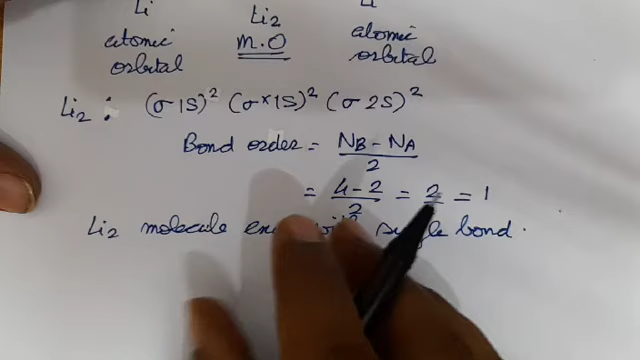 Li Li₂ Li
atomic M.O atomic
orbital orbital
Li₂ : (σ1S)² (σ*1S)² (σ2S)²
Bond order = NB - NA / 2
= 4-2 / 2 = 2 = 1
Li₂ molecule bond.